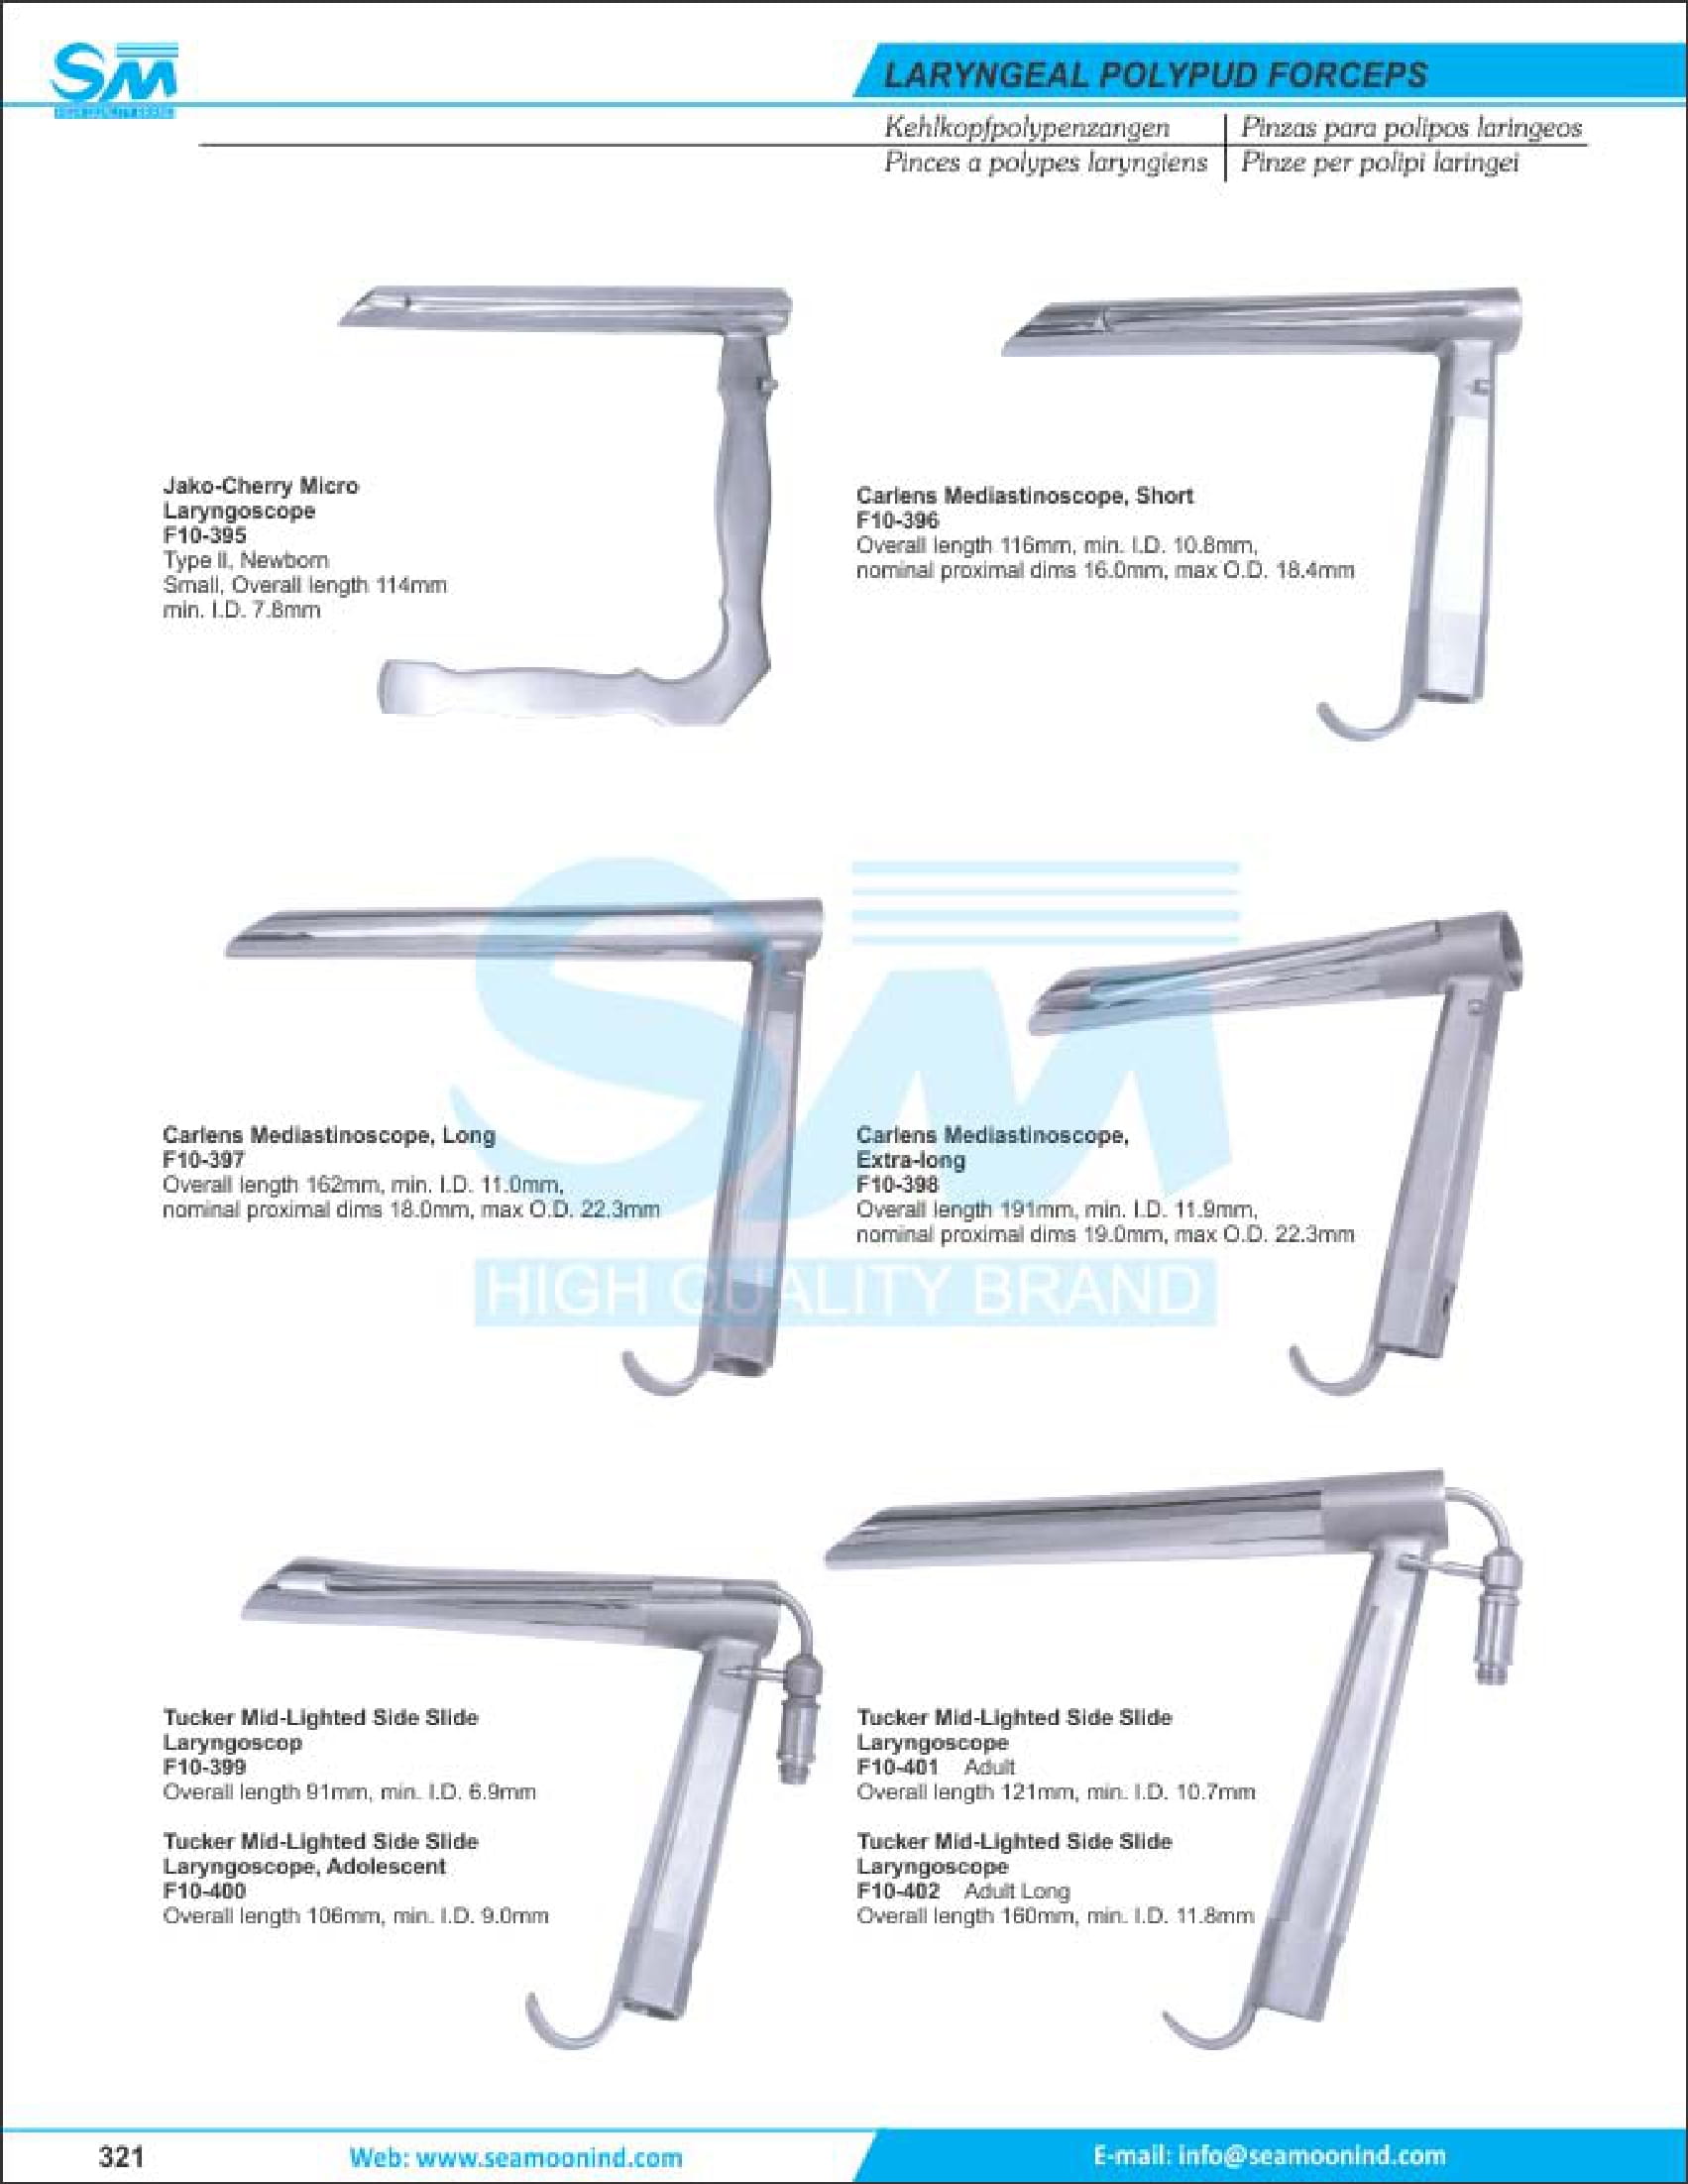 SM
LARYNGEAL POLYPUD FORCEPS
Kehlkopfpolypenzangen
Pinzas para polipos laringeos
Pinces a polypes laryngiens
Pinze per polipi laringei
Jako-Cherry Micro
Laryngoscope
F10-395
Type II, Newborn
Small, Overall length 114mm
min. I.D. 7.8mm
Carlens Mediastinoscope, Short
F10-396
Overall length 116mm, min. I.D. 10.8mm,
nominal proximal dims 16.0mm, max O.D. 18.4mm
Carlens Mediastinoscope, Long
F10-397
Overall length 162mm, min. I.D. 11.0mm,
nominal proximal dims 18.0mm, max O.D. 22.3mm
Carlens Mediastinoscope,
Extra-long
F10-398
Overall length 191mm, min. I.D. 11.9mm,
nominal proximal dims 19.0mm, max O.D. 22.3mm
SM
HIGH QUALITY BRAND
Tucker Mid-Lighted Side Slide
Laryngoscop
F10-399
Overall length 91mm, min. I.D. 6.9mm
Tucker Mid-Lighted Side Slide
Laryngoscope, Adolescent
F10-400
Overall length 106mm, min. I.D. 9.0mm
Tucker Mid-Lighted Side Slide
Laryngoscope
F10-401 Adult
Overall length 121mm, min. I.D. 10.7mm
Tucker Mid-Lighted Side Slide
Laryngoscope
F10-402 Adult Long
Overall length 160mm, min. I.D. 11.8mm
321
Web: www.seamoonind.com
E-mail: info@seamoonind.com